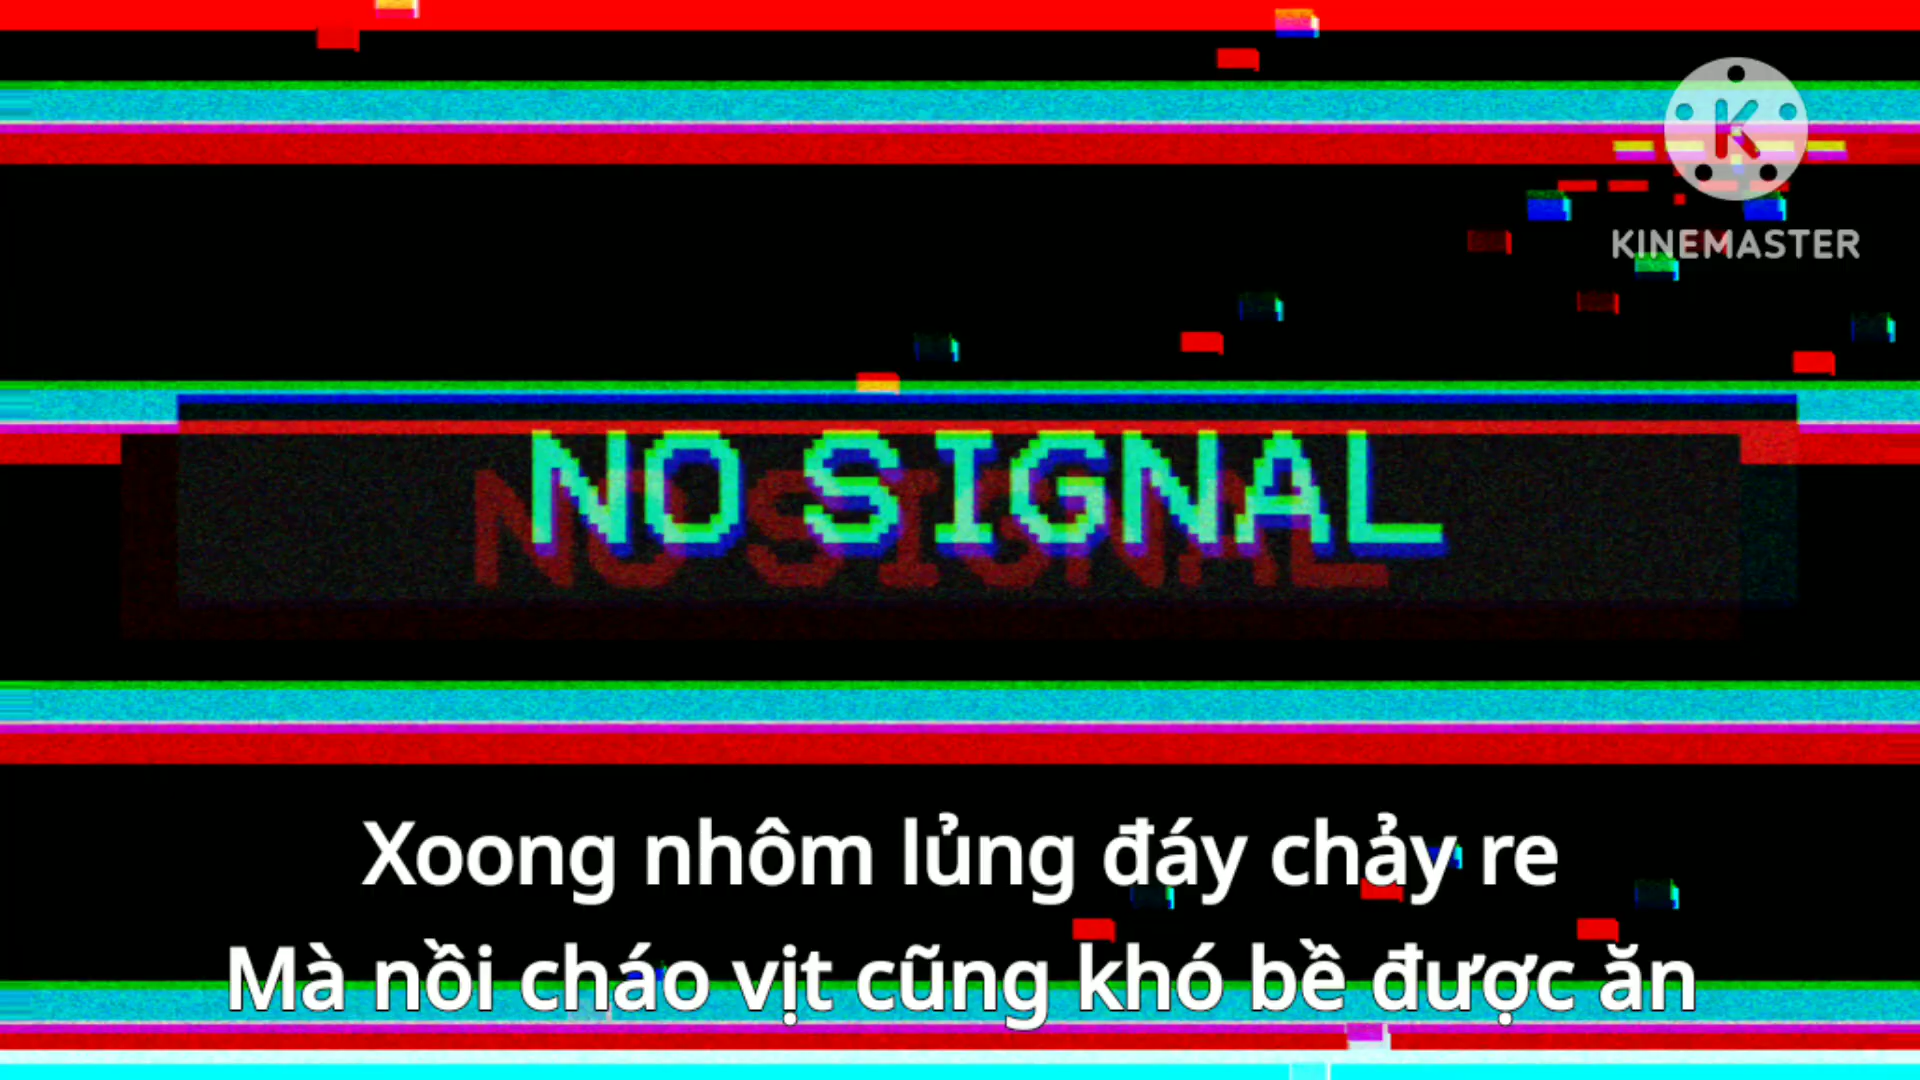 KINEMASTER
NO SIGNAL
Xoong nhôm lủng đáy chảy re
Mà nồi cháo vịt cũng khó bề được ăn